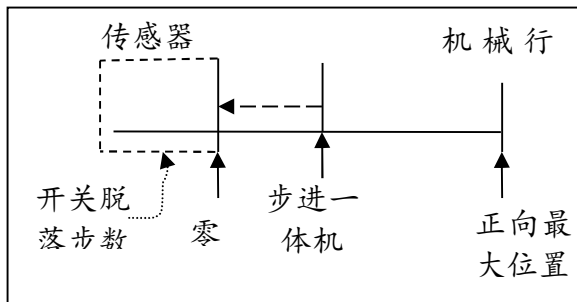 传感器
机 械 行
开关脱
落步数
零
步进一
体机
正向最
大位置